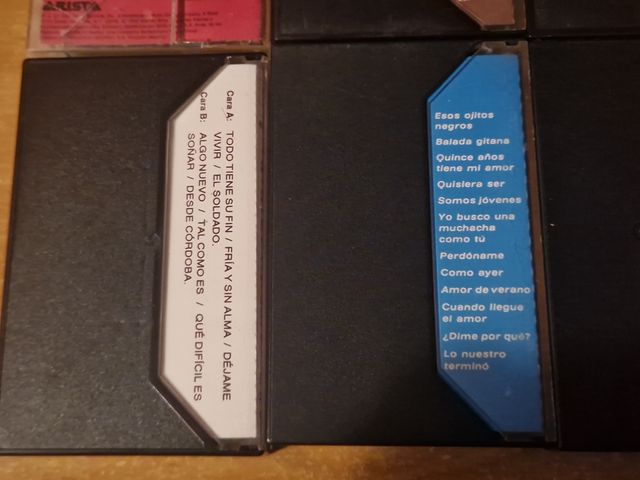 ARISTA
Cara A: TODO TIENE SU FIN / FRÍA Y SIN ALMA / DÉJAME
VIVIR / EL SOLDADO.
Cara B: ALGO NUEVO / TAL COMO ES / QUÉ DIFÍCIL ES
SOÑAR / DESDE CÓRDOBA.
Esos ojitos
negros
Balada gitana
Quince años
tiene mi amor
Quisiera ser
Somos jóvenes
Yo busco una
muchacha
como tú
Perdóname
Como ayer
Amor de verano
Cuando llegue
el amor
¿Dime por qué?
Lo nuestro
terminó